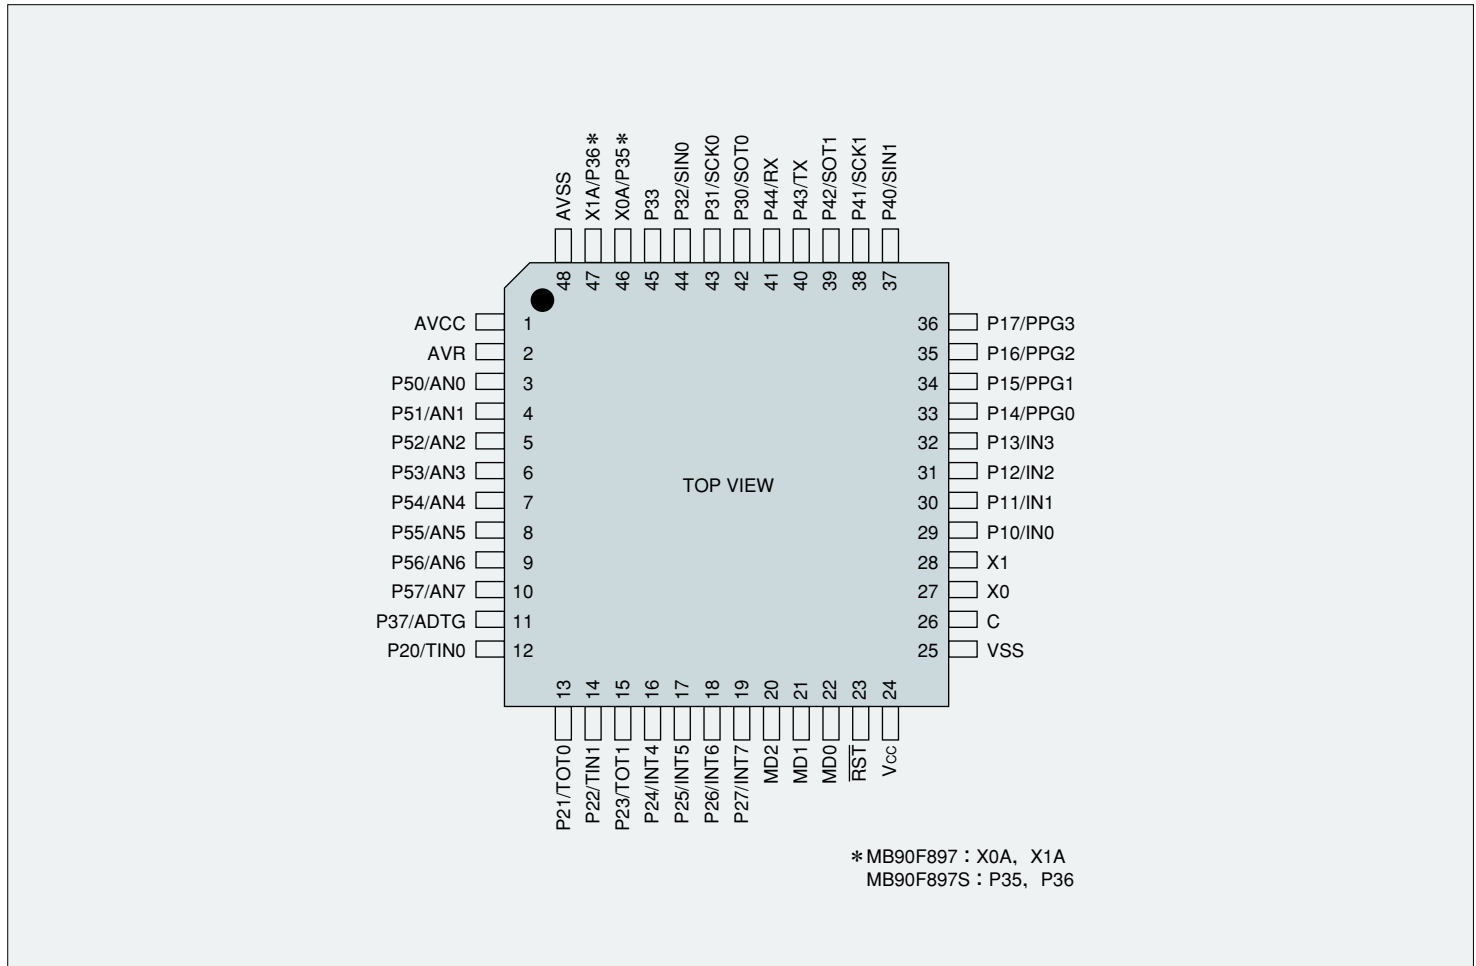 AVSS
X1A/P36*
X0A/P35*
P33
P32/SIN0
P31/SCK0
P30/SOT0
P44/RX
P43/TX
P42/SOT1
P41/SCK1
P40/SIN1
48
47
46
45
44
43
42
41
40
39
38
37
AVCC 1
AVR 2
P50/AN0 3
P51/AN1 4
P52/AN2 5
P53/AN3 6
P54/AN4 7
P55/AN5 8
P56/AN6 9
P57/AN7 10
P37/ADTG 11
P20/TIN0 12
TOP VIEW
36 P17/PPG3
35 P16/PPG2
34 P15/PPG1
33 P14/PPG0
32 P13/IN3
31 P12/IN2
30 P11/IN1
29 P10/IN0
28 X1
27 X0
26 C
25 VSS
13
14
15
16
17
18
19
20
21
22
23
24
P21/TOT0
P22/TIN1
P23/TOT1
P24/INT4
P25/INT5
P26/INT6
P27/INT7
MD2
MD1
MD0
R̅S̅T̅
Vcc
* MB90F897 : X0A, X1A
MB90F897S : P35, P36